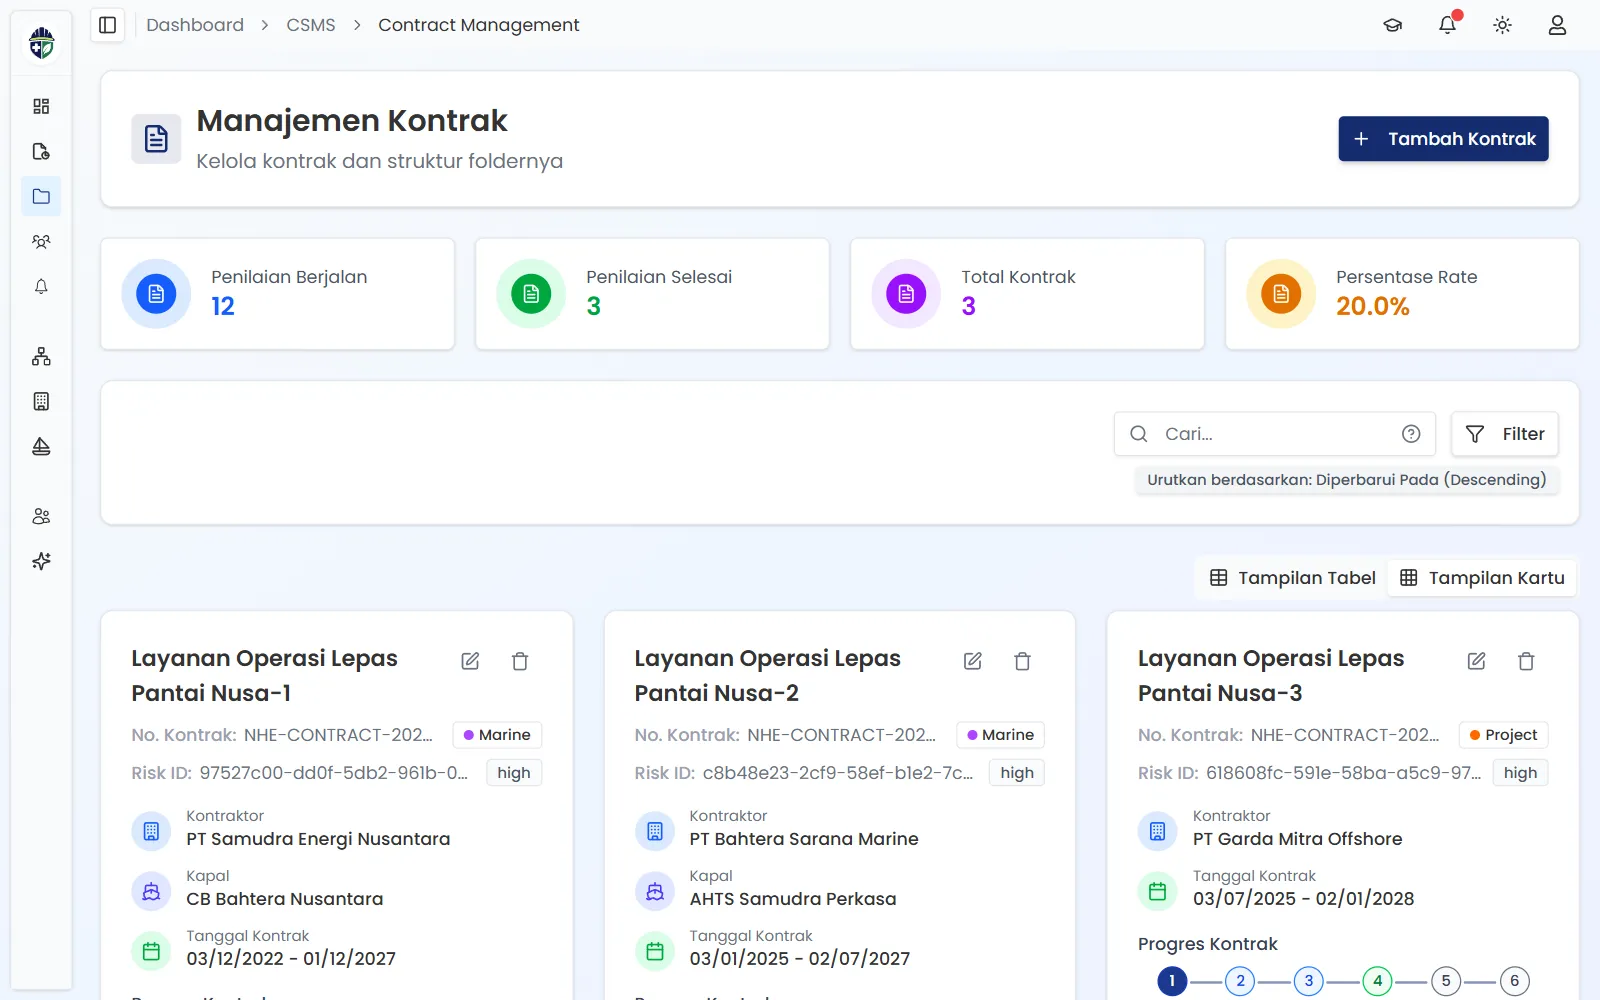 Dashboard > CSMS > Contract Management
Manajemen Kontrak
Kelola kontrak dan struktur foldernya
+ Tambah Kontrak
Penilaian Berjalan
12
Penilaian Selesai
3
Total Kontrak
3
Persentase Rate
20.0%
Cari...
Filter
Urutkan berdasarkan: Diperbarui Pada (Descending)
Tampilan Tabel
Tampilan Kartu
Layanan Operasi Lepas
Pantai Nusa-1
No. Kontrak: NHE-CONTRACT-202...
Marine
Risk ID: 97527c00-dd0f-5db2-961b-0...
high
Kontraktor
PT Samudra Energi Nusantara
Kapal
CB Bahtera Nusantara
Tanggal Kontrak
03/12/2022 - 01/12/2027
Layanan Operasi Lepas
Pantai Nusa-2
No. Kontrak: NHE-CONTRACT-202...
Marine
Risk ID: c8b48e23-2cf9-58ef-b1e2-7c...
high
Kontraktor
PT Bahtera Sarana Marine
Kapal
AHTS Samudra Perkasa
Tanggal Kontrak
03/01/2025 - 02/07/2027
Layanan Operasi Lepas
Pantai Nusa-3
No. Kontrak: NHE-CONTRACT-202...
Project
Risk ID: 618608fc-591e-58ba-a5c9-97...
high
Kontraktor
PT Garda Mitra Offshore
Tanggal Kontrak
03/07/2025 - 02/01/2028
Progres Kontrak
1 2 3 4 5 6